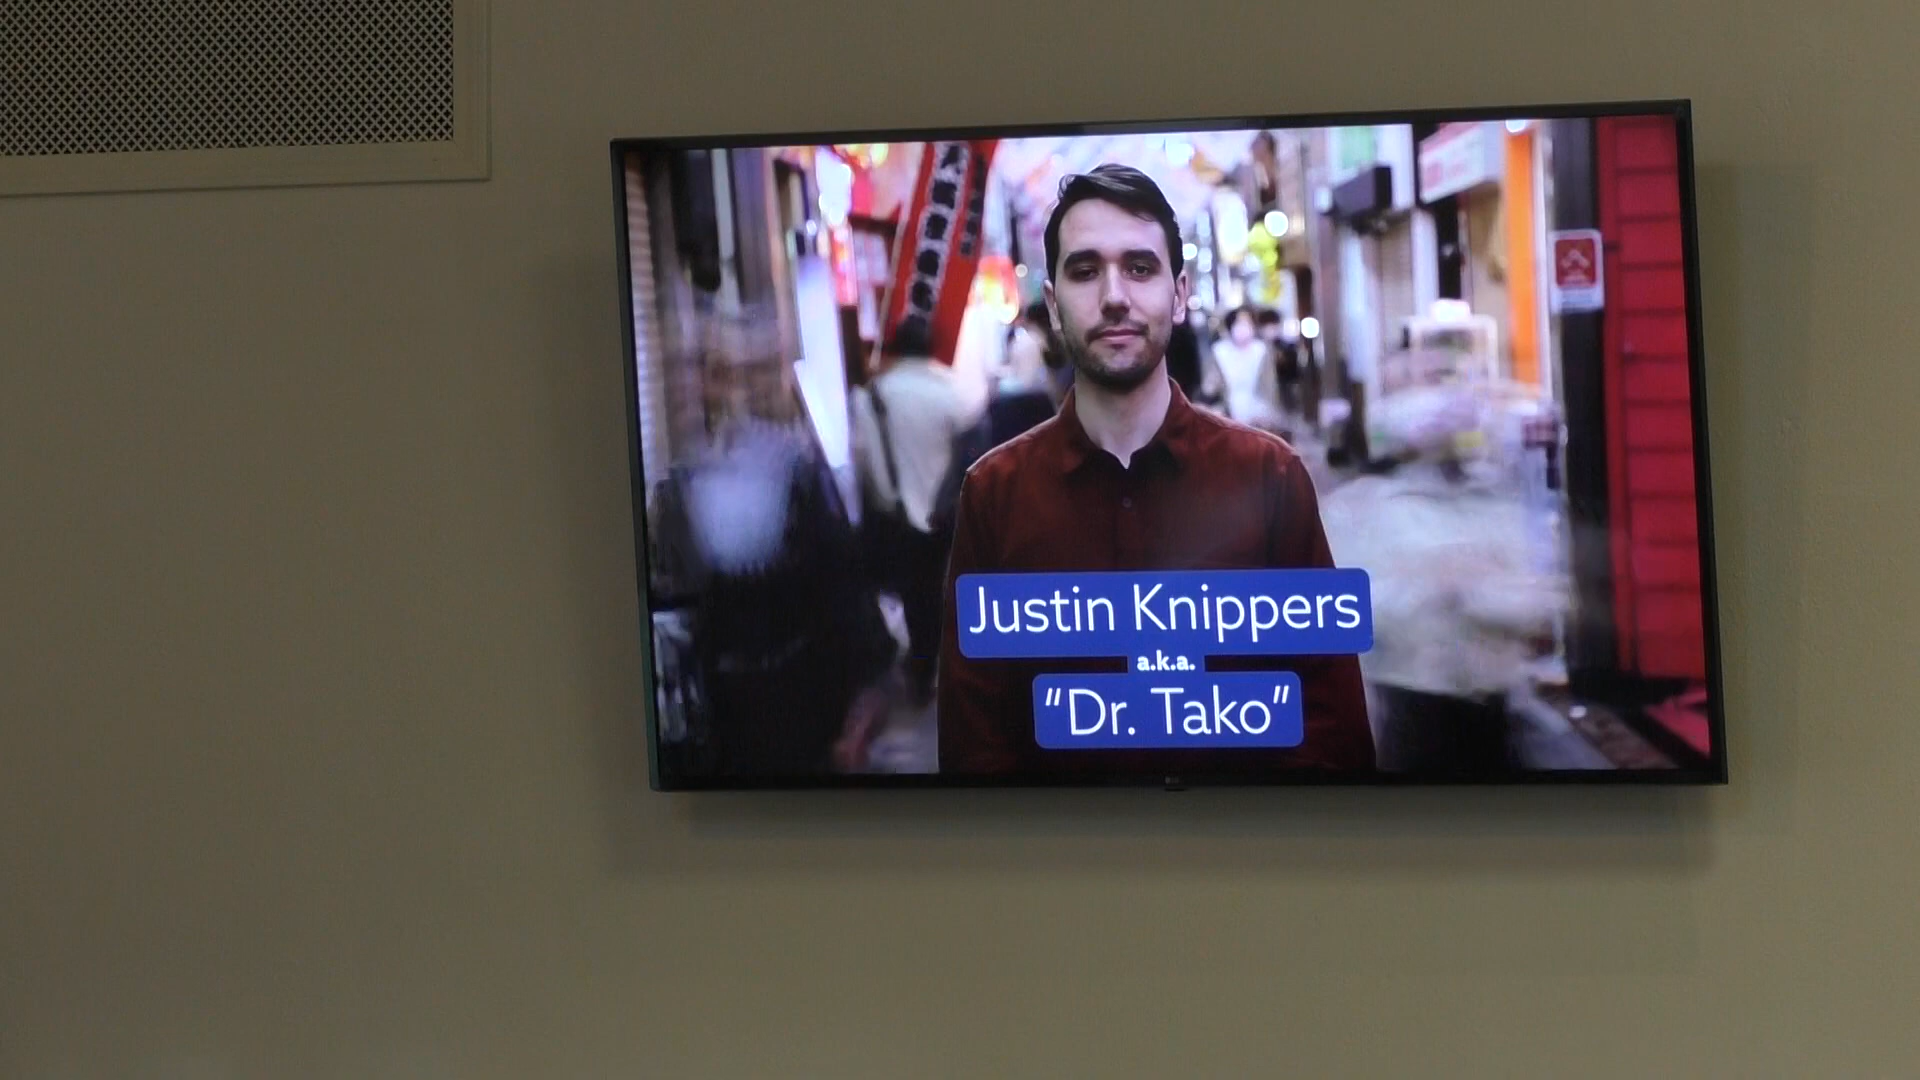 Justin Knippers
a.k.a.
“Dr. Tako”